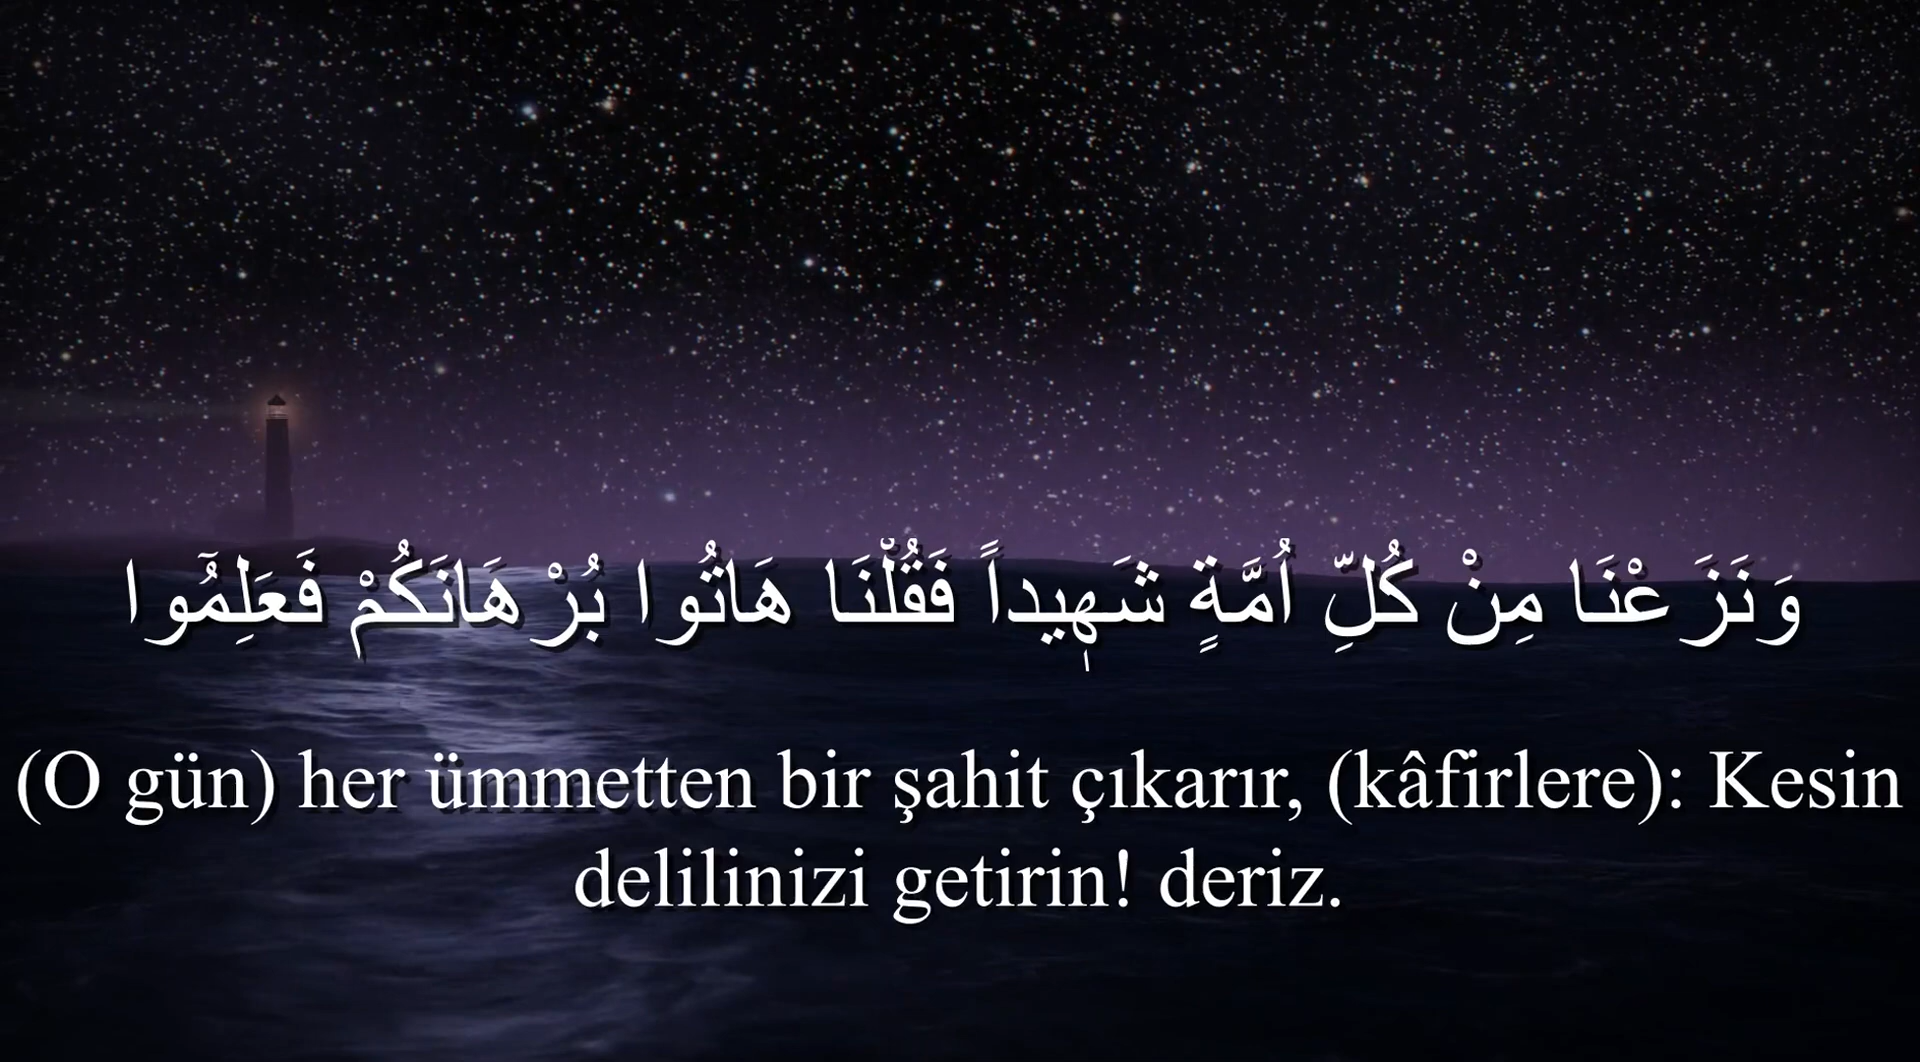 وَنَزَعْنَا مِنْ كُلِّ اُمَّةٍ شَهٖيداً فَقُلْنَا هَاتُوا بُرْهَانَكُمْ فَعَلِمُٓوا
(O gün) her ümmetten bir şahit çıkarır, (kâfirlere): Kesin
delilinizi getirin! deriz.